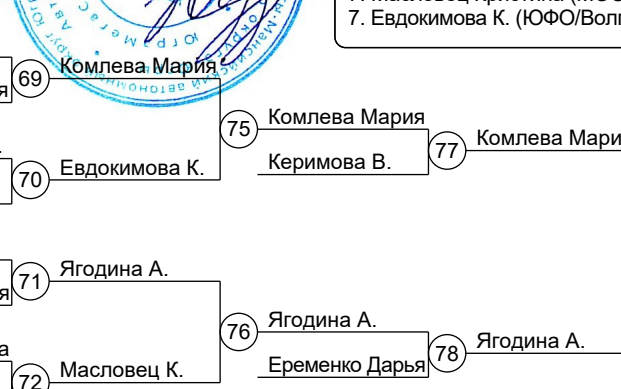 7. Евдокимова К. (ЮФО/Волг
69
Комлева Мария
75
Комлева Мария
77
Комлева Мари
Керимова В.
70
Евдокимова К.
71
Ягодина А.
76
Ягодина А.
78
Ягодина А.
Еременко Дарья
72
Масловец К.